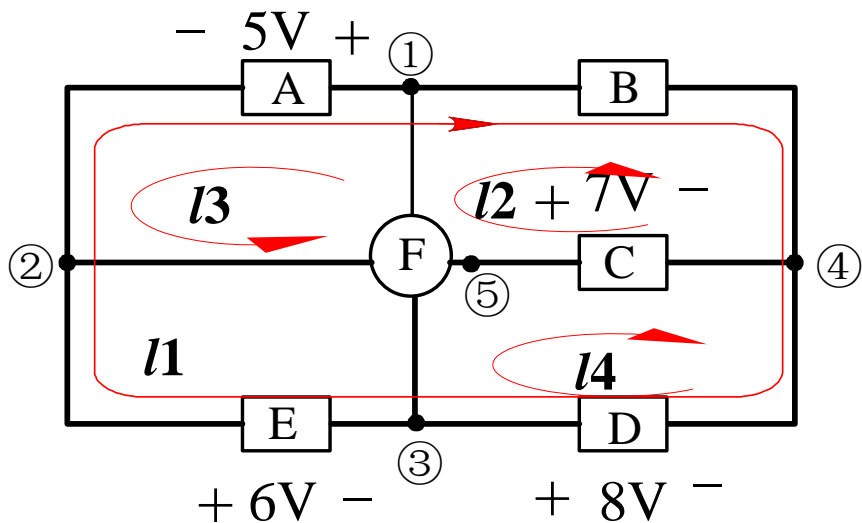 − 5V + ①
A B
l3 l2 + 7V −
② F C ④
⑤
l1 l4
E D
③
+ 6V − + 8V −